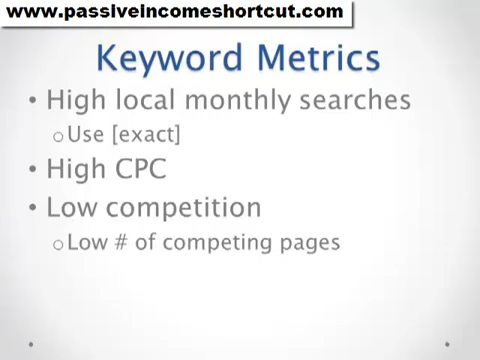 www.passiveincomeshortcut.com
Keyword Metrics
• High local monthly searches
o Use [exact]
• High CPC
• Low competition
o Low # of competing pages